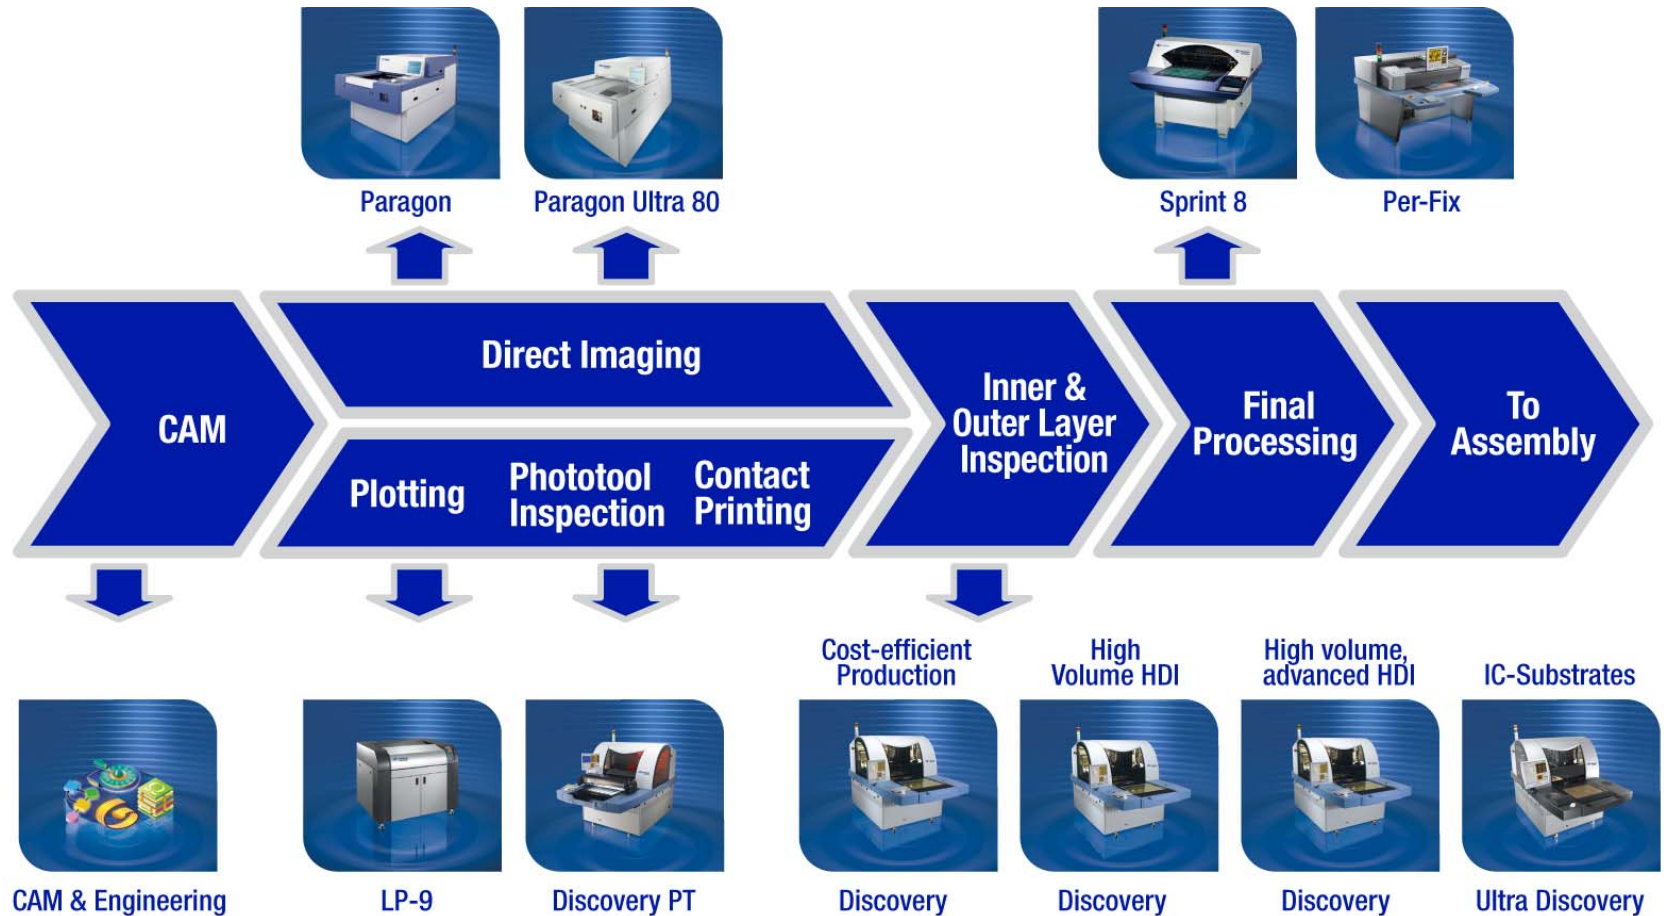 Paragon
Paragon Ultra 80
Sprint 8
Per-Fix
CAM
Direct Imaging
Plotting
Phototool
Inspection
Contact
Printing
Inner &
Outer Layer
Inspection
Final
Processing
To
Assembly
Cost-efficient
Production
High
Volume HDI
High volume,
advanced HDI
IC-Substrates
CAM & Engineering
LP-9
Discovery PT
Discovery
Discovery
Discovery
Ultra Discovery